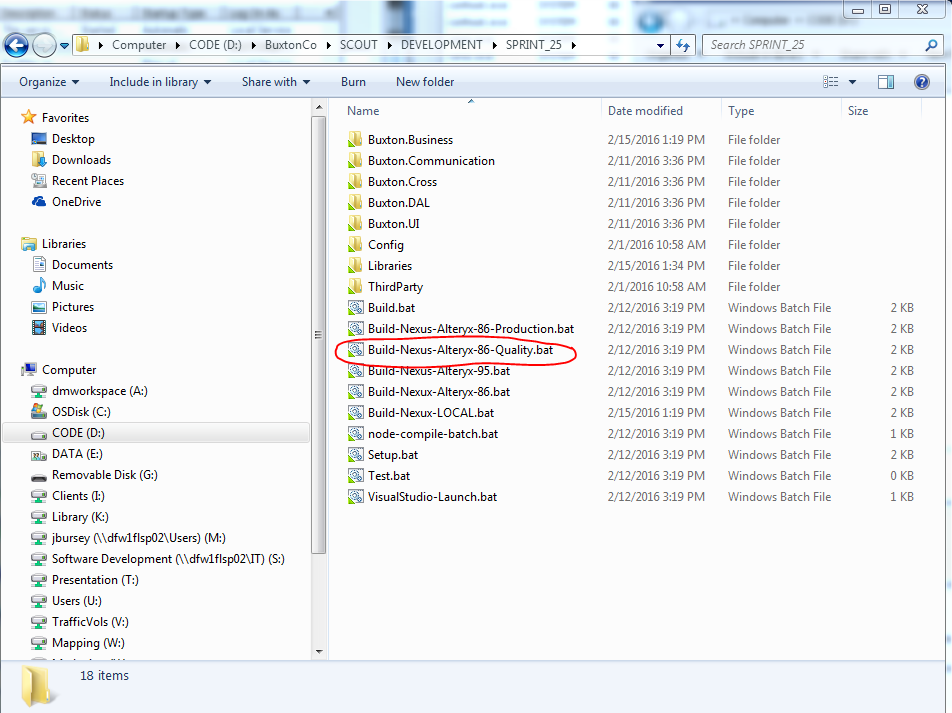 Computer CODE (D:) BuxtonCo SCOUT DEVELOPMENT SPRINT_25 Search SPRINT_25
Organize Include in library Share with Burn New folder
Name Date modified Type Size
Favorites
Desktop
Downloads
Recent Places
OneDrive
Libraries
Documents
Music
Pictures
Videos
Computer
dmworkspace (A:)
OSDisk (C:)
CODE (D:)
DATA (E:)
Removable Disk (G:)
Clients (I:)
Library (K:)
jbursey (\\dfw1flsp02\Users) (M:)
Software Development (\\dfw1flsp02\IT) (S:)
Presentation (T:)
Users (U:)
TrafficVols (V:)
Mapping (W:)
Buxton.Business 2/15/2016 1:19 PM File folder
Buxton.Communication 2/11/2016 3:36 PM File folder
Buxton.Cross 2/11/2016 3:36 PM File folder
Buxton.DAL 2/11/2016 3:36 PM File folder
Buxton.UI 2/11/2016 3:36 PM File folder
Config 2/1/2016 10:58 AM File folder
Libraries 2/15/2016 1:34 PM File folder
ThirdParty 2/1/2016 10:58 AM File folder
Build.bat 2/12/2016 3:19 PM Windows Batch File 2 KB
Build-Nexus-Alteryx-86-Production.bat 2/12/2016 3:19 PM Windows Batch File 2 KB
Build-Nexus-Alteryx-86-Quality.bat 2/12/2016 3:19 PM Windows Batch File 2 KB
Build-Nexus-Alteryx-95.bat 2/12/2016 3:19 PM Windows Batch File 2 KB
Build-Nexus-Alteryx-86.bat 2/12/2016 3:19 PM Windows Batch File 2 KB
Build-Nexux-LOCAL.bat 2/15/2016 1:19 PM Windows Batch File 2 KB
node-compile-batch.bat 2/12/2016 3:19 PM Windows Batch File 1 KB
Setup.bat 2/12/2016 3:19 PM Windows Batch File 2 KB
Test.bat 2/12/2016 3:19 PM Windows Batch File 0 KB
VisualStudio-Launch.bat 2/12/2016 3:19 PM Windows Batch File 1 KB
18 items